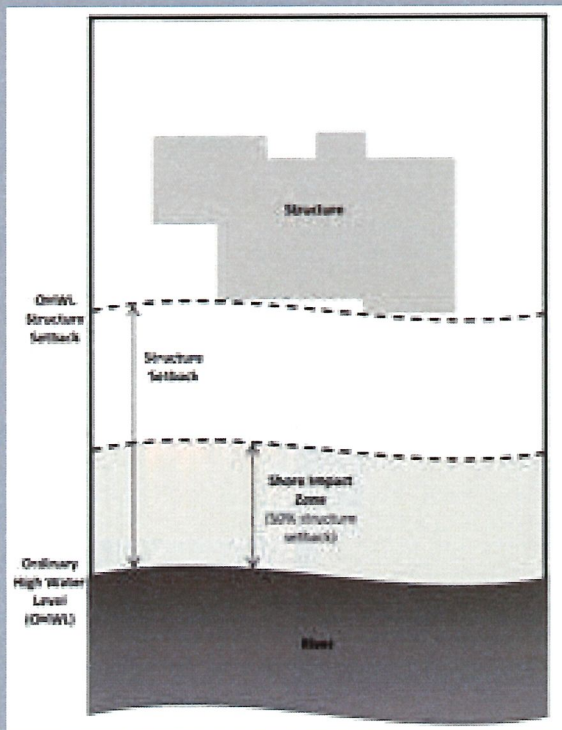 Structure
OHWL
Structure
Setback
Structure
Setback
Shore Impact
Zone
(50% structure
setback)
Ordinary
High Water
Level
(OHWL)
River